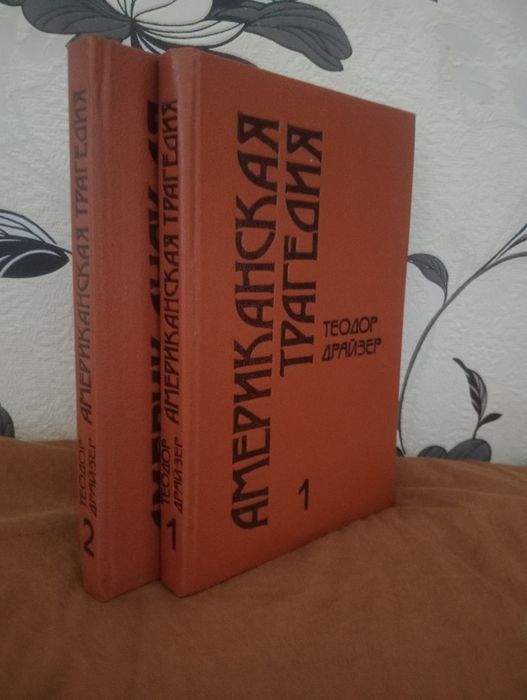 2
ТЕОДОР
ДРАЙЗЕР
АМЕРИКАНСКАЯ ТРАГЕДИЯ
1
ТЕОДОР
ДРАЙЗЕР
АМЕРИКАНСКАЯ ТРАГЕДИЯ
АМЕРИКАНСКАЯ
ТРАГЕДИЯ
ТЕОДОР
ДРАЙЗЕР
1